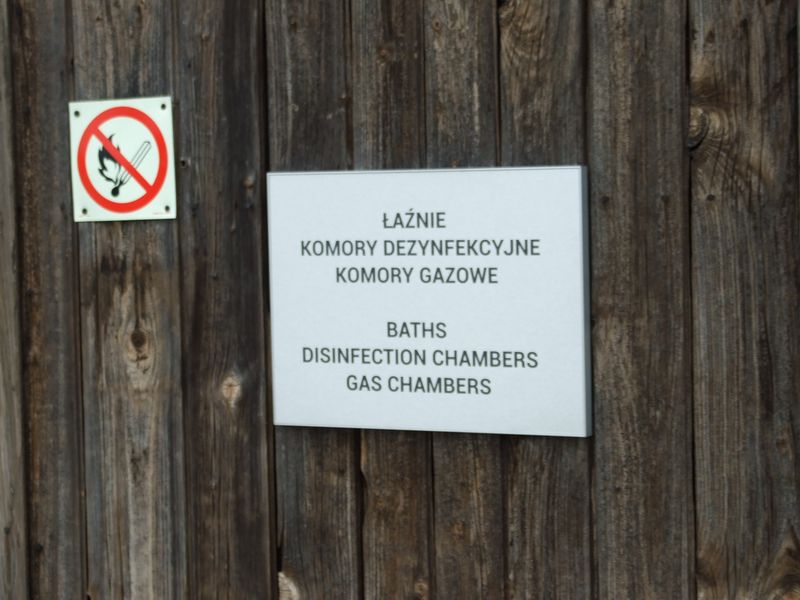 ŁAŹNIE
KOMORY DEZYNFEKCYJNE
KOMORY GAZOWE
BATHS
DISINFECTION CHAMBERS
GAS CHAMBERS